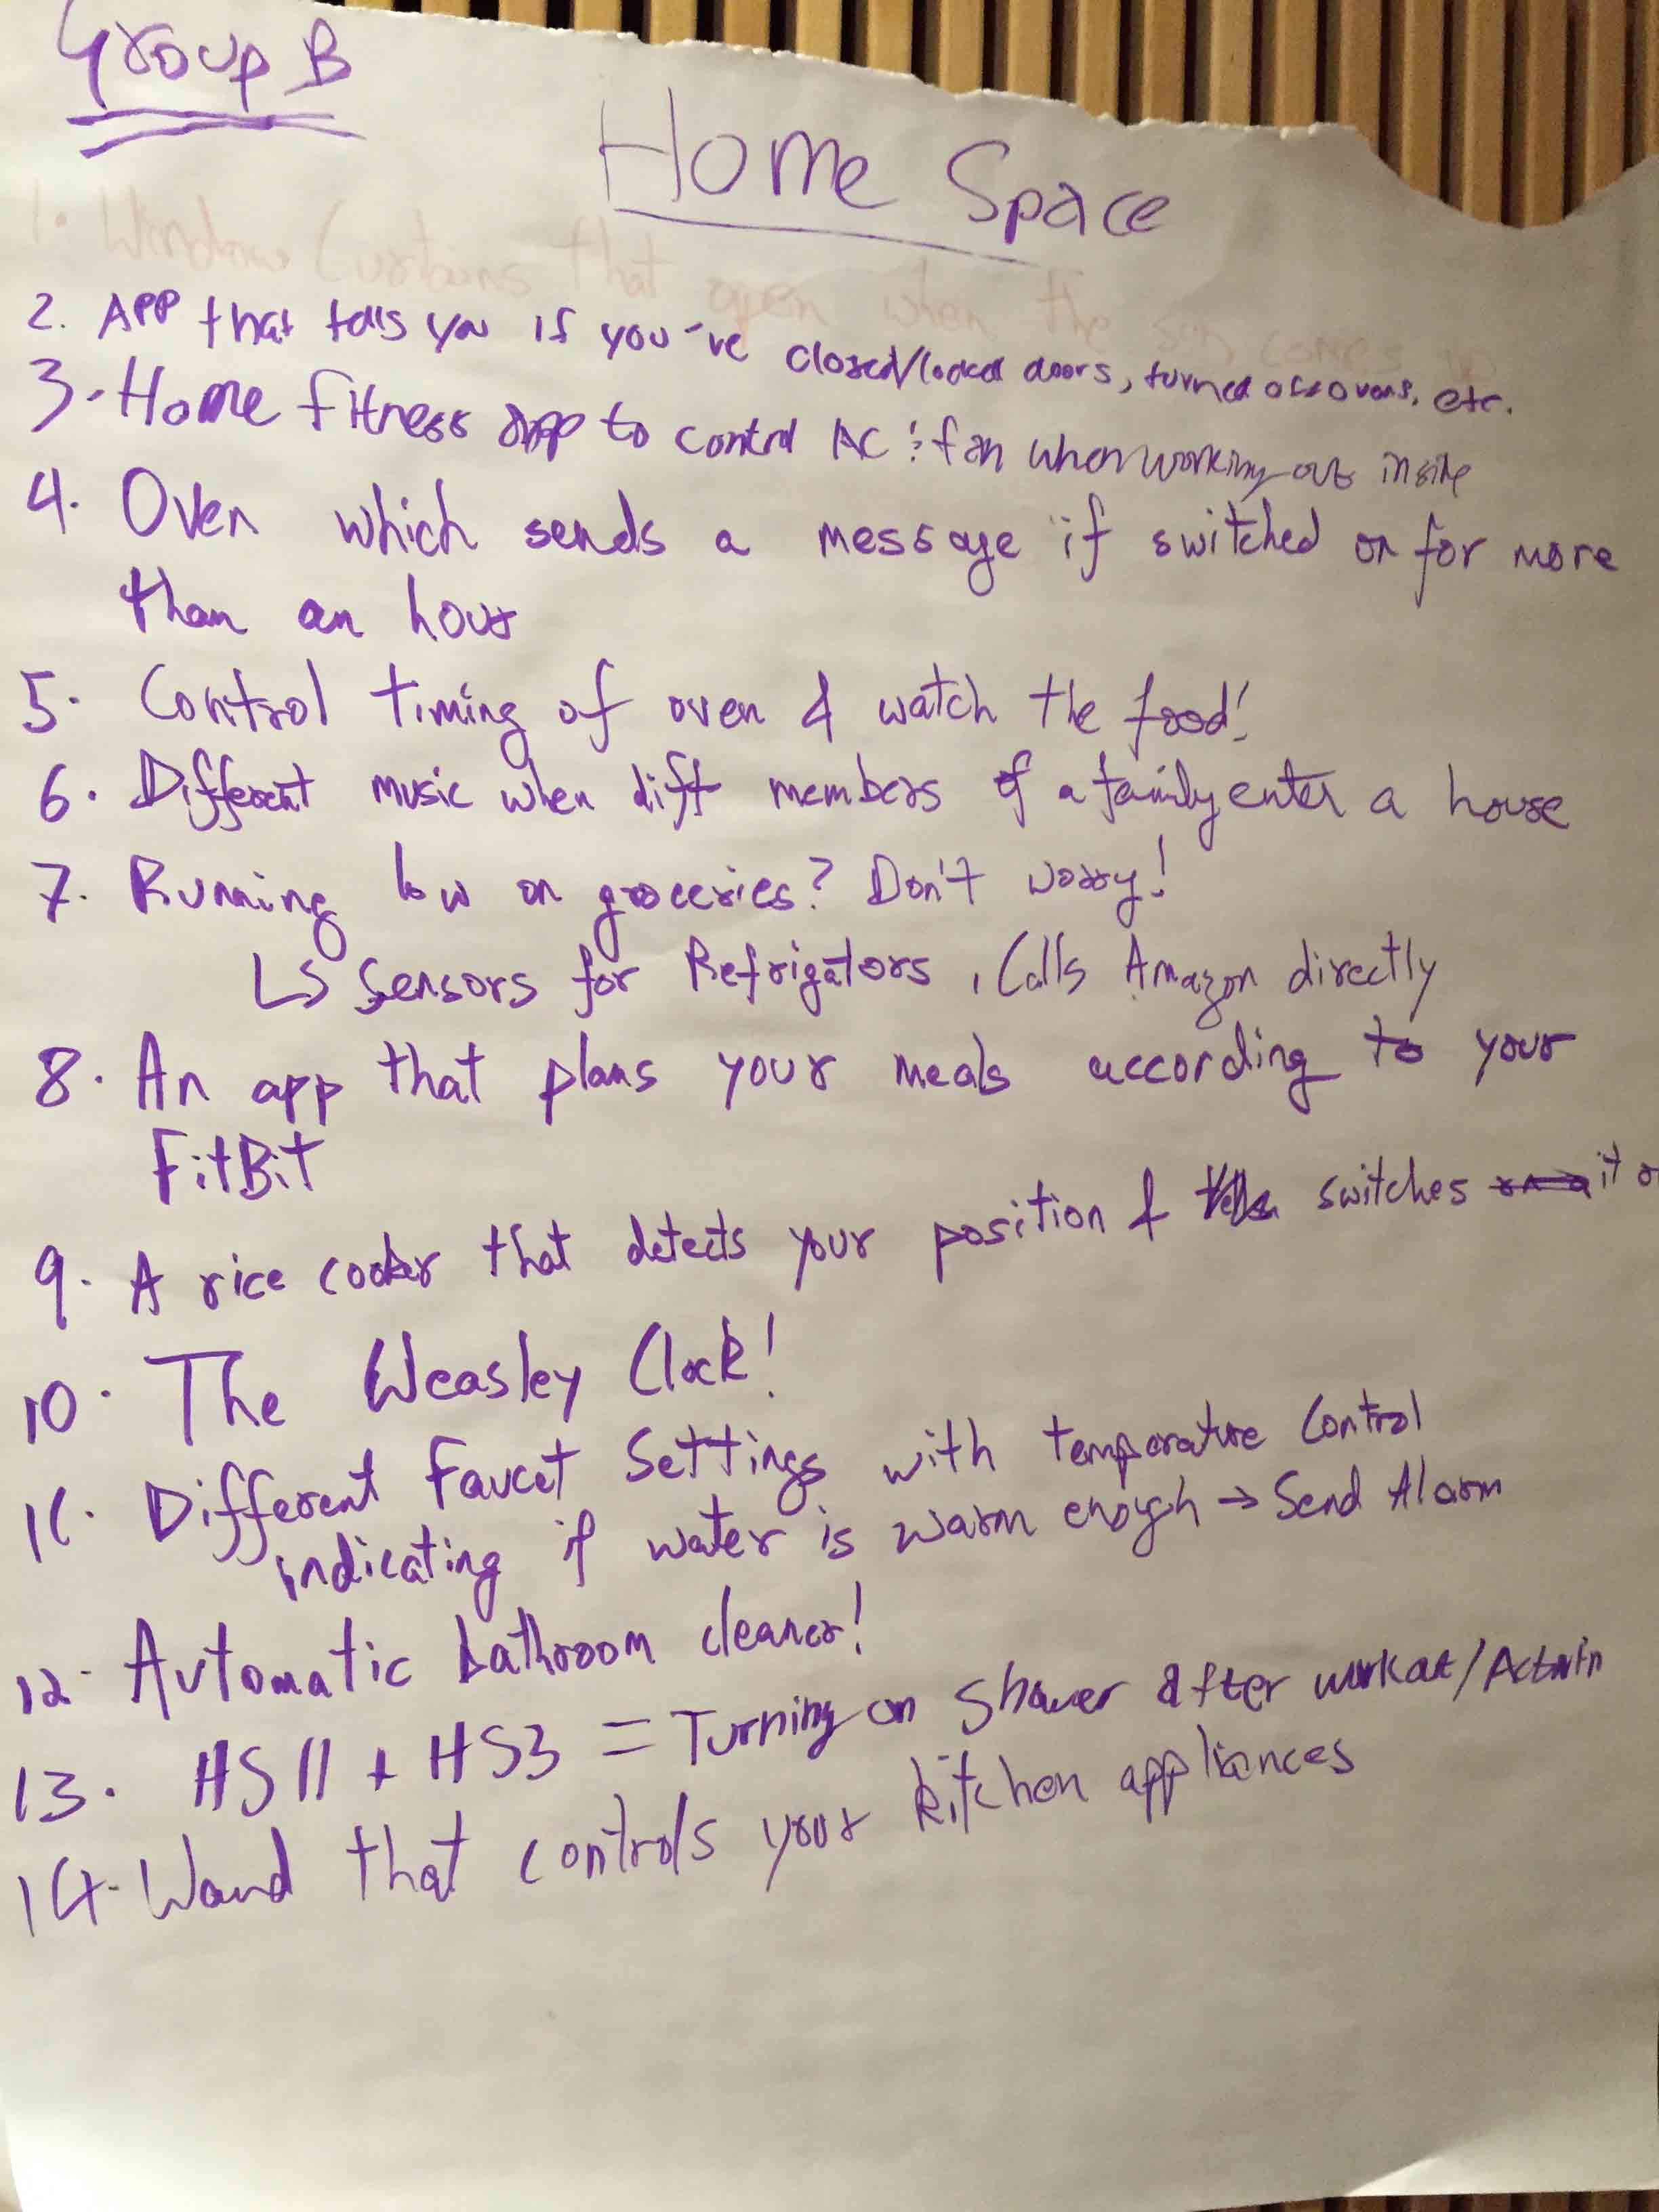 Group B
Home Space
1. Window Curtains that open when the sun comes up
2. APP that tells you if you've closed/locked doors, turned off ovens, etc.
3. Home fitness app to control AC & fan when working out inside
4. Oven which sends a message if switched on for more
than an hour
5. Control timing of oven & watch the food!
6. Different music when diff members of a family enter a house
7. Running low on groceries? Don't worry!
↳ Sensors for Refrigators, Calls Amazon directly
8. An app that plans your meals according to your
FitBit
9. A rice cooker that detects your position & switches it
10. The Weasley Clock!
11. Different Faucet Settings with temperature Control
indicating if water is warm enough → Send Alarm
12. Automatic bathroom cleaner!
13. HS11 + HS3 = Turning on Shower after workout/
14. Wand that controls your kitchen appliances